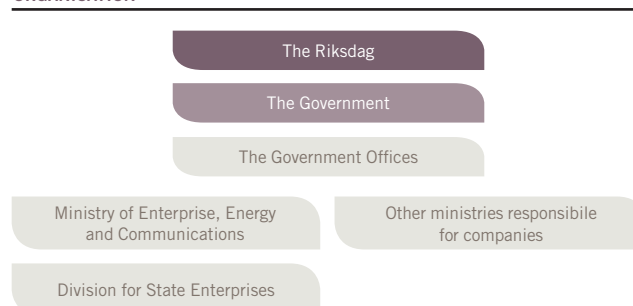 The Riksdag
The Government
The Government Offices
Ministry of Enterprise, Energy
and Communications
Other ministries responsibile
for companies
Division for State Enterprises